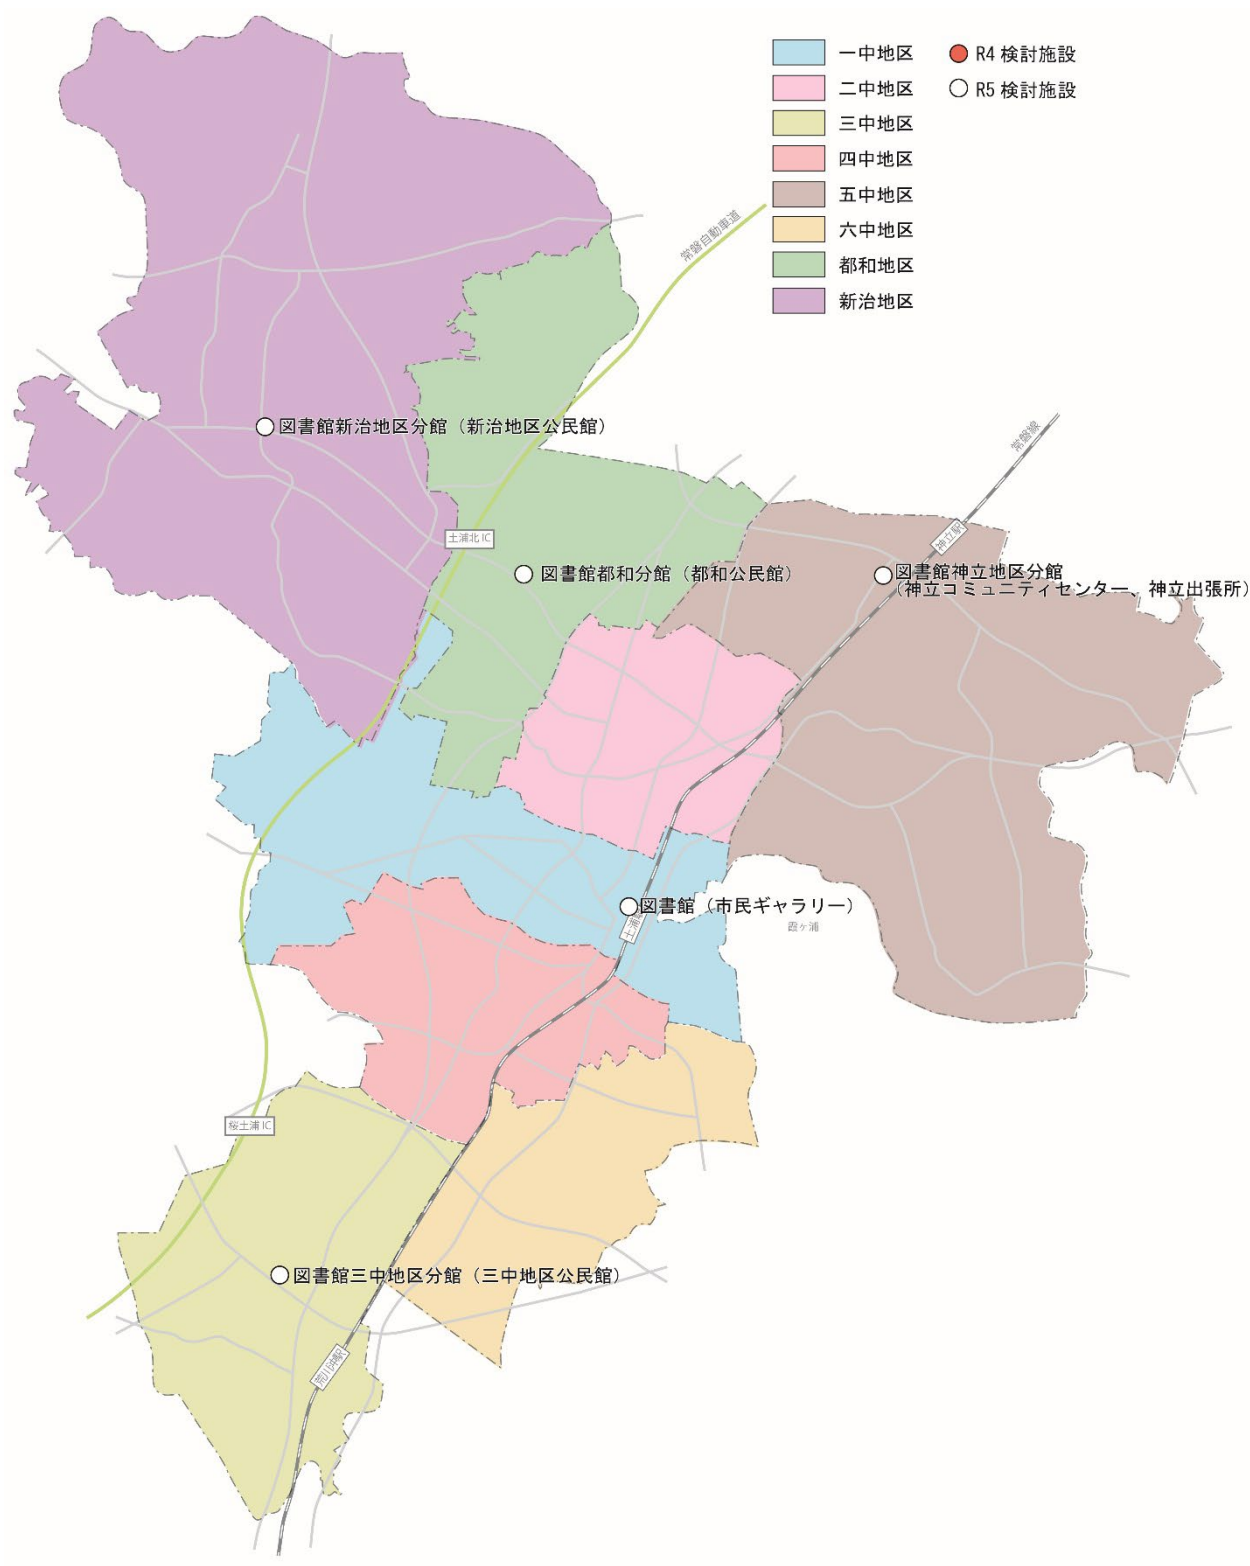 一中地区
二中地区
三中地区
四中地区
五中地区
六中地区
都和地区
新治地区
R4 検討施設
R5 検討施設
常磐自動車道
常磐線
図書館新治地区分館（新治地区公民館）
土浦北 IC
神立駅
図書館都和分館（都和公民館）
図書館神立地区分館
（神立コミュニティセンター、神立出張所）
図書館（市民ギャラリー）
土浦
霞ヶ浦
桜土浦 IC
図書館三中地区分館（三中地区公民館）
荒川沖駅